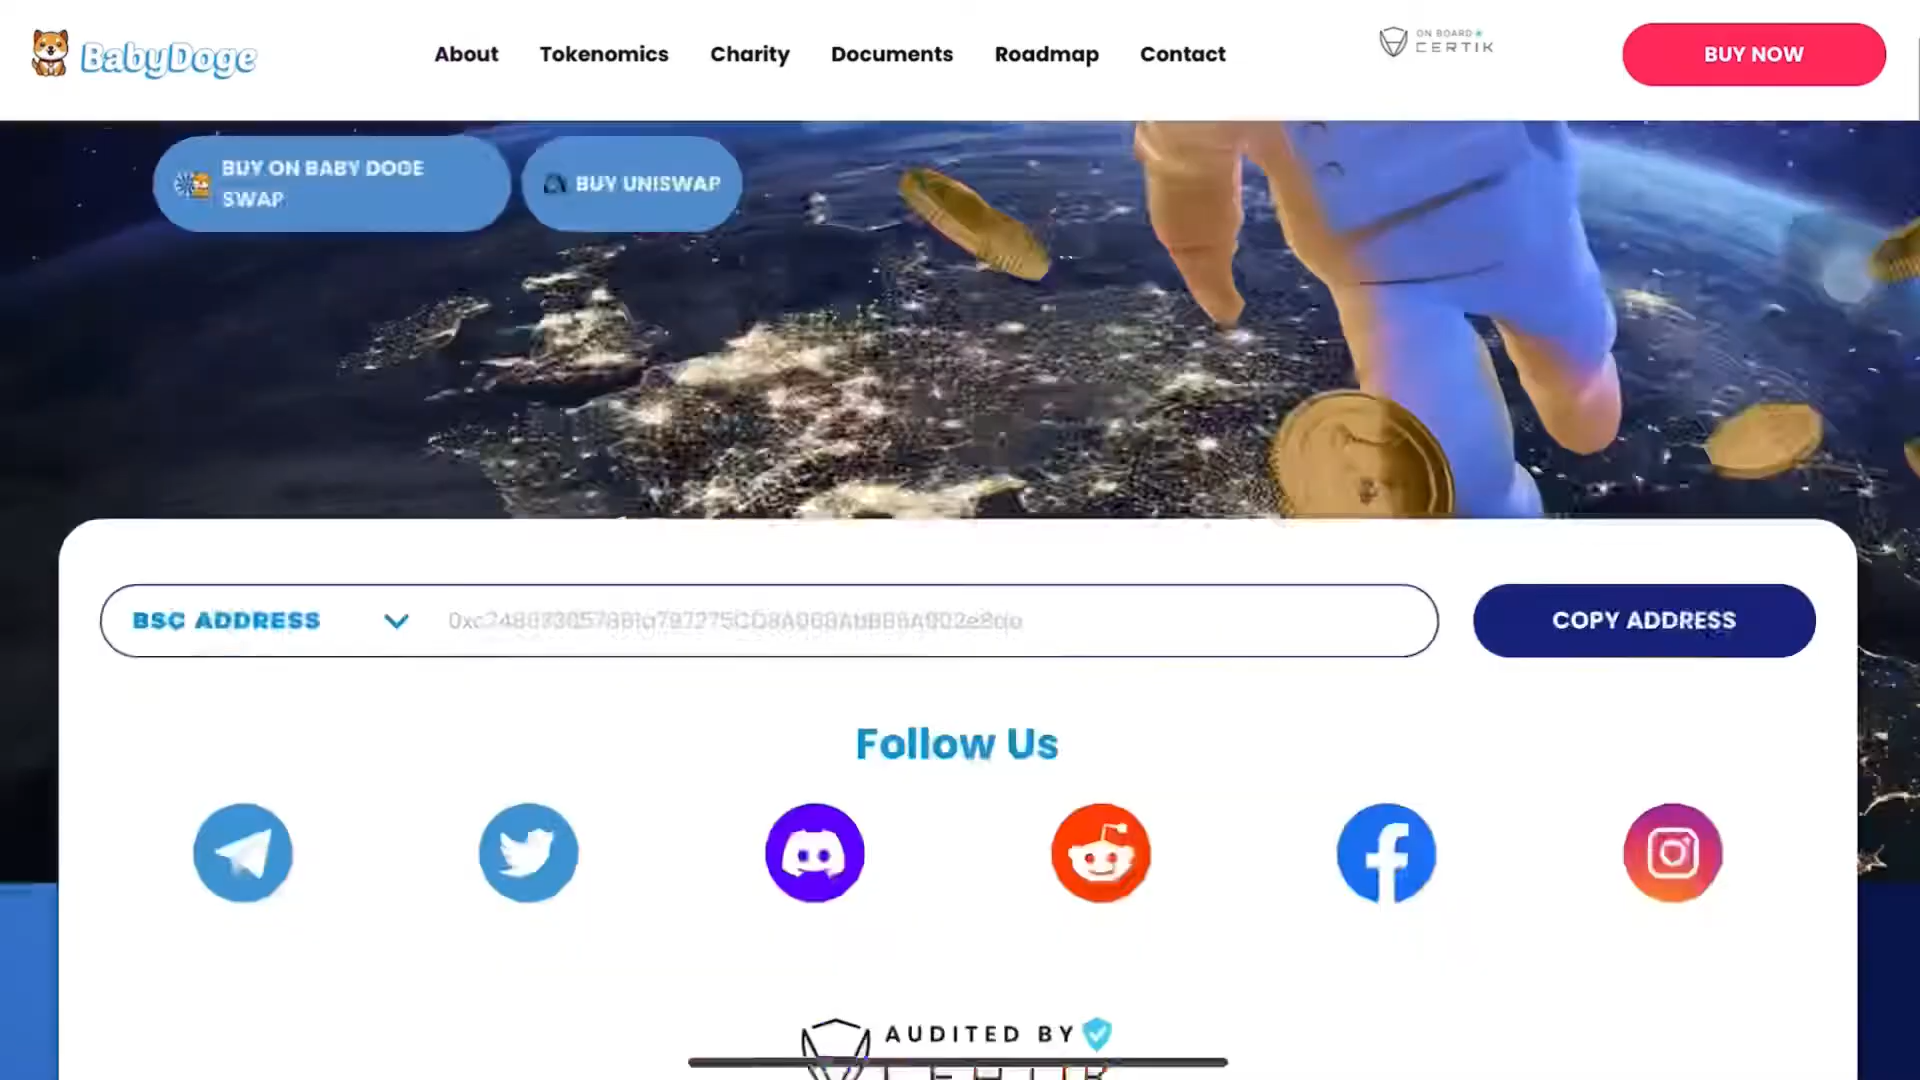 BabyDoge
About
Tokenomics
Charity
Documents
Roadmap
Contact
ON BOARD
CERTIK
BUY NOW
BUY ON BABY DOGE
SWAP
BUY UNISWAP
BSC ADDRESS
COPY ADDRESS
Follow Us
AUDITED BY
CERTIK